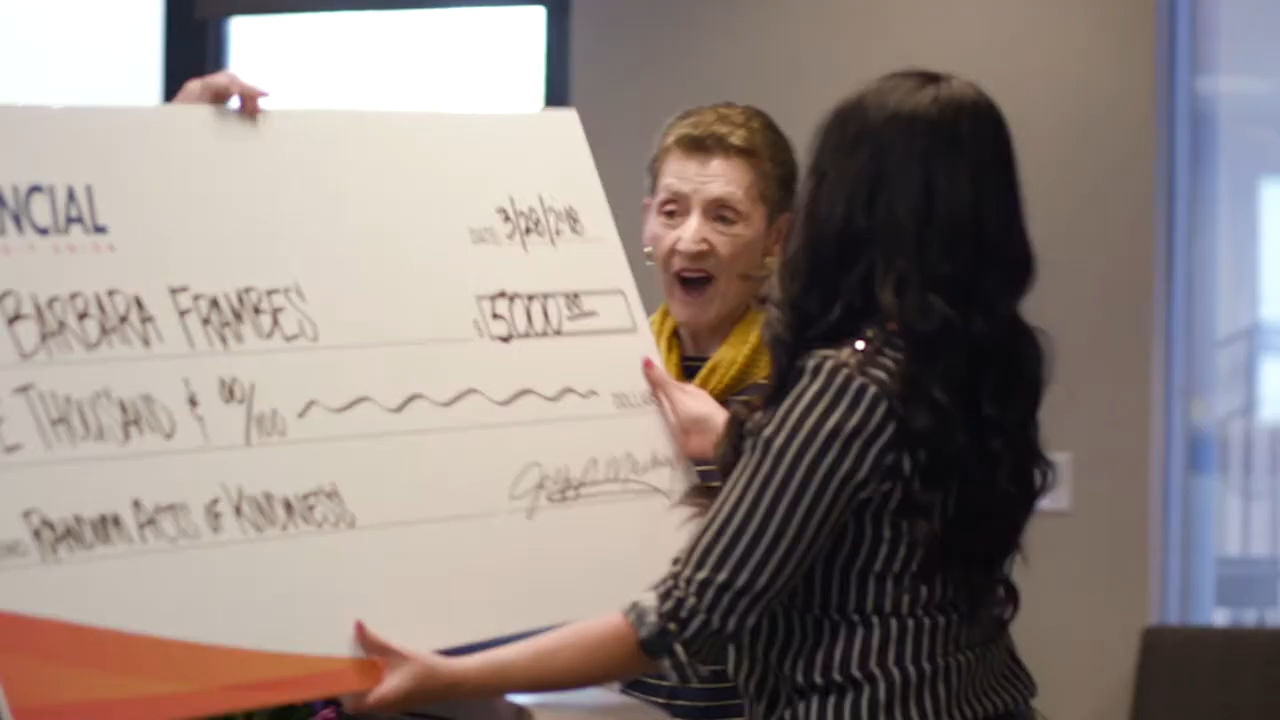 NCIAL
DATE 3/28/2018
BARBARA FRAMBES $ 5000 00
E THOUSAND & 00/100 DOLLARS
RANDOM ACTS OF KINDNESS